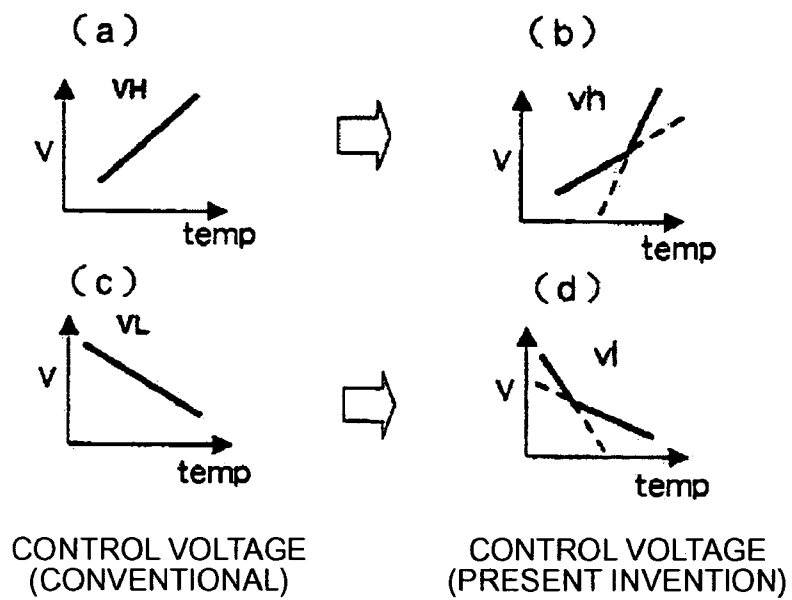 (a)
VH
V
temp
(b)
vh
V
temp
(c)
VL
V
temp
(d)
vl
V
temp
CONTROL VOLTAGE
(CONVENTIONAL)
CONTROL VOLTAGE
(PRESENT INVENTION)